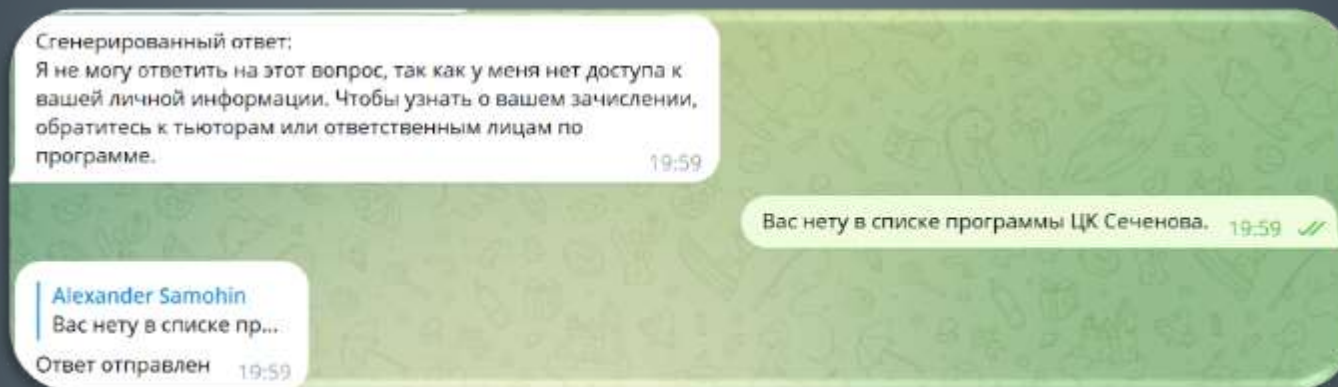 Сгенерированный ответ:
Я не могу ответить на этот вопрос, так как у меня нет доступа к
вашей личной информации. Чтобы узнать о вашем зачислении,
обратитесь к тьюторам или ответственным лицам по
программе.
19:59
Вас нету в списке программы ЦК Сеченова. 19:59
Alexander Samohin
Вас нету в списке пр...
Ответ отправлен 19:59